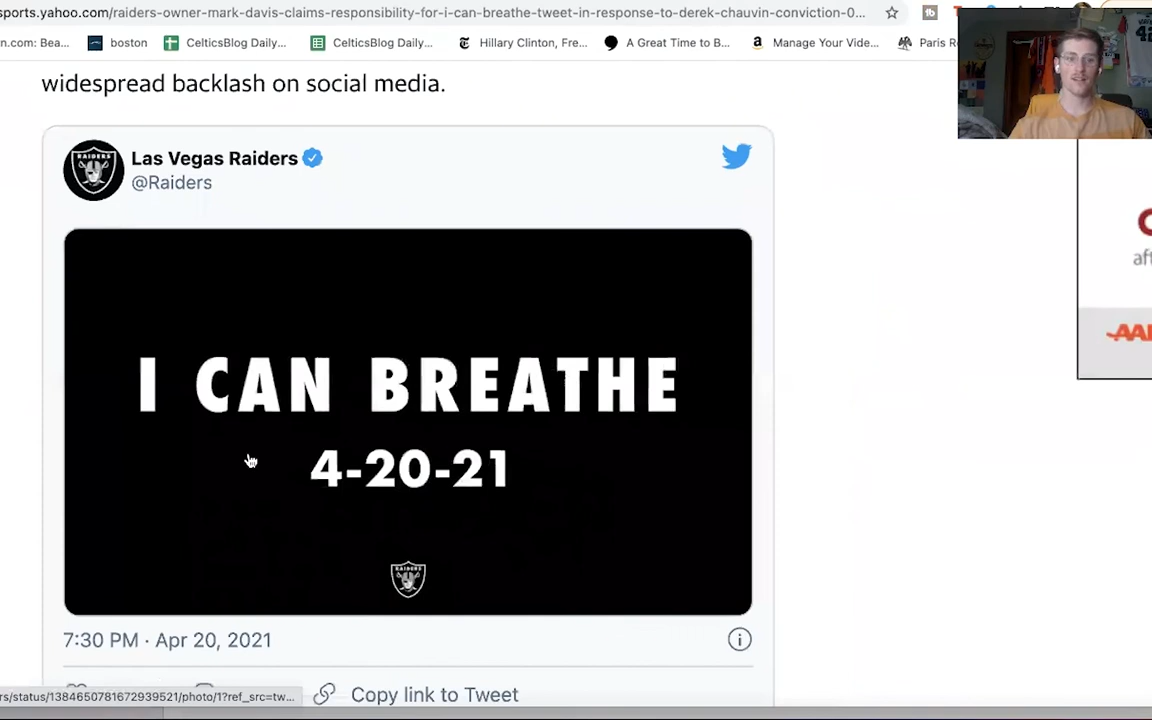 sports.yahoo.com/raiders-owner-mark-davis-claims-responsibility-for-i-can-breathe-tweet-in-response-to-derek-chauvin-conviction-0...
n.com: Bea... boston CelticsBlog Daily... CelticsBlog Daily... Hillary Clinton, Fre... A Great Time to B... Manage Your Vide... Paris R
widespread backlash on social media.
Las Vegas Raiders
@Raiders
RAIDERS
I CAN BREATHE
4-20-21
RAIDERS
7:30 PM · Apr 20, 2021
Copy link to Tweet
rs/status/1384650781672939521/photo/1?ref_src=tw...
aft
AA